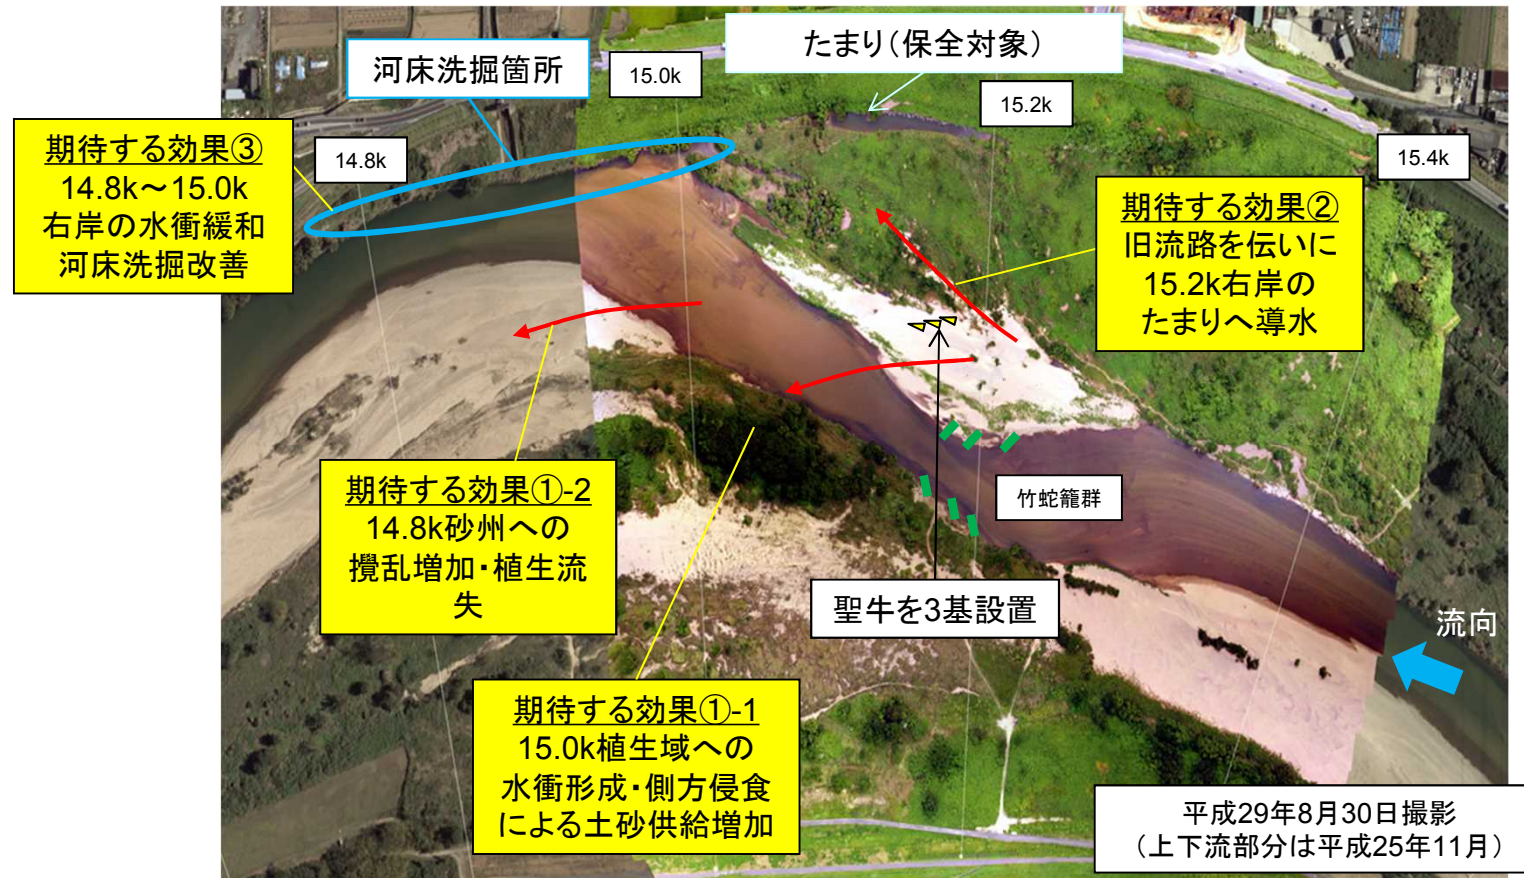 たまり（保全対象）
河床洗掘箇所
15.0k
15.2k
14.8k
15.4k
期待する効果③
14.8k～15.0k
右岸の水衝緩和
河床洗掘改善
期待する効果②
旧流路を伝いに
15.2k右岸の
たまりへ導水
期待する効果①-2
14.8k砂州への
攪乱増加・植生流
失
竹蛇籠群
聖牛を3基設置
流向
期待する効果①-1
15.0k植生域への
水衝形成・側方侵食
による土砂供給増加
平成29年8月30日撮影
（上下流部分は平成25年11月）